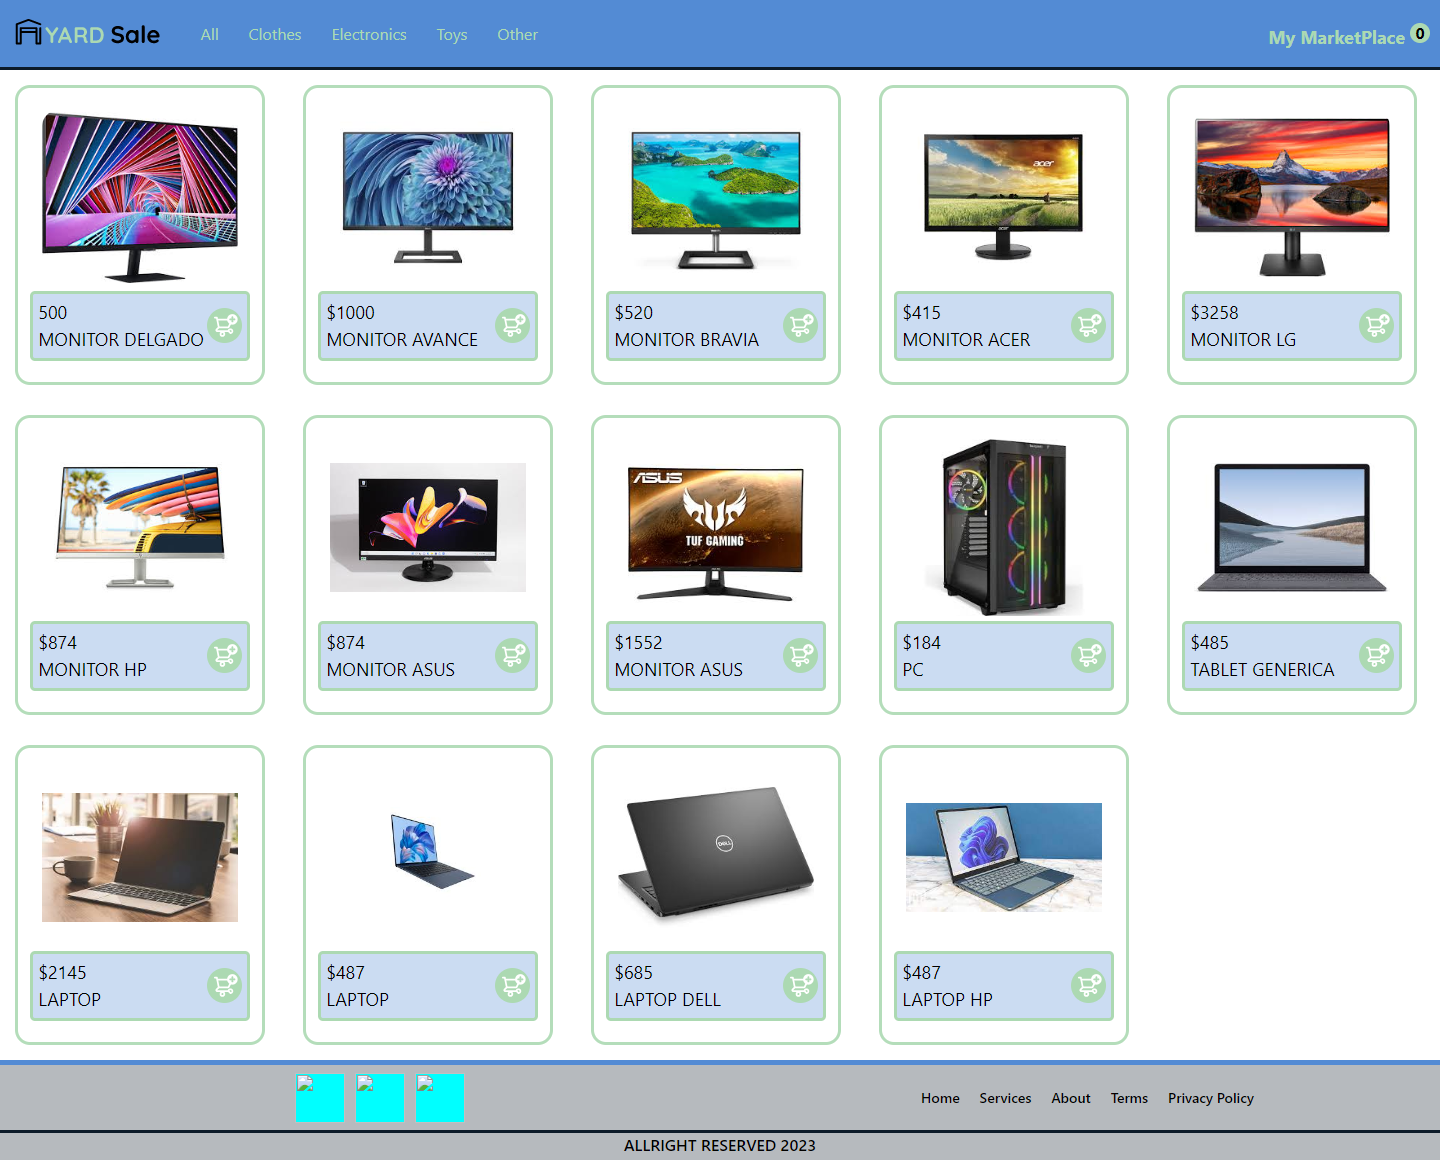 YARD Sale
All
Clothes
Electronics
Toys
Other
My MarketPlace 0
500
MONITOR DELGADO
$1000
MONITOR AVANCE
$520
MONITOR BRAVIA
acer
acer
$415
MONITOR ACER
$3258
MONITOR LG
$874
MONITOR HP
$874
MONITOR ASUS
ASUS
TUF GAMING
$1552
MONITOR ASUS
$184
PC
$485
TABLET GENERICA
$2145
LAPTOP
$487
LAPTOP
DELL
$685
LAPTOP DELL
$487
LAPTOP HP
Home
Services
About
Terms
Privacy Policy
ALLRIGHT RESERVED 2023